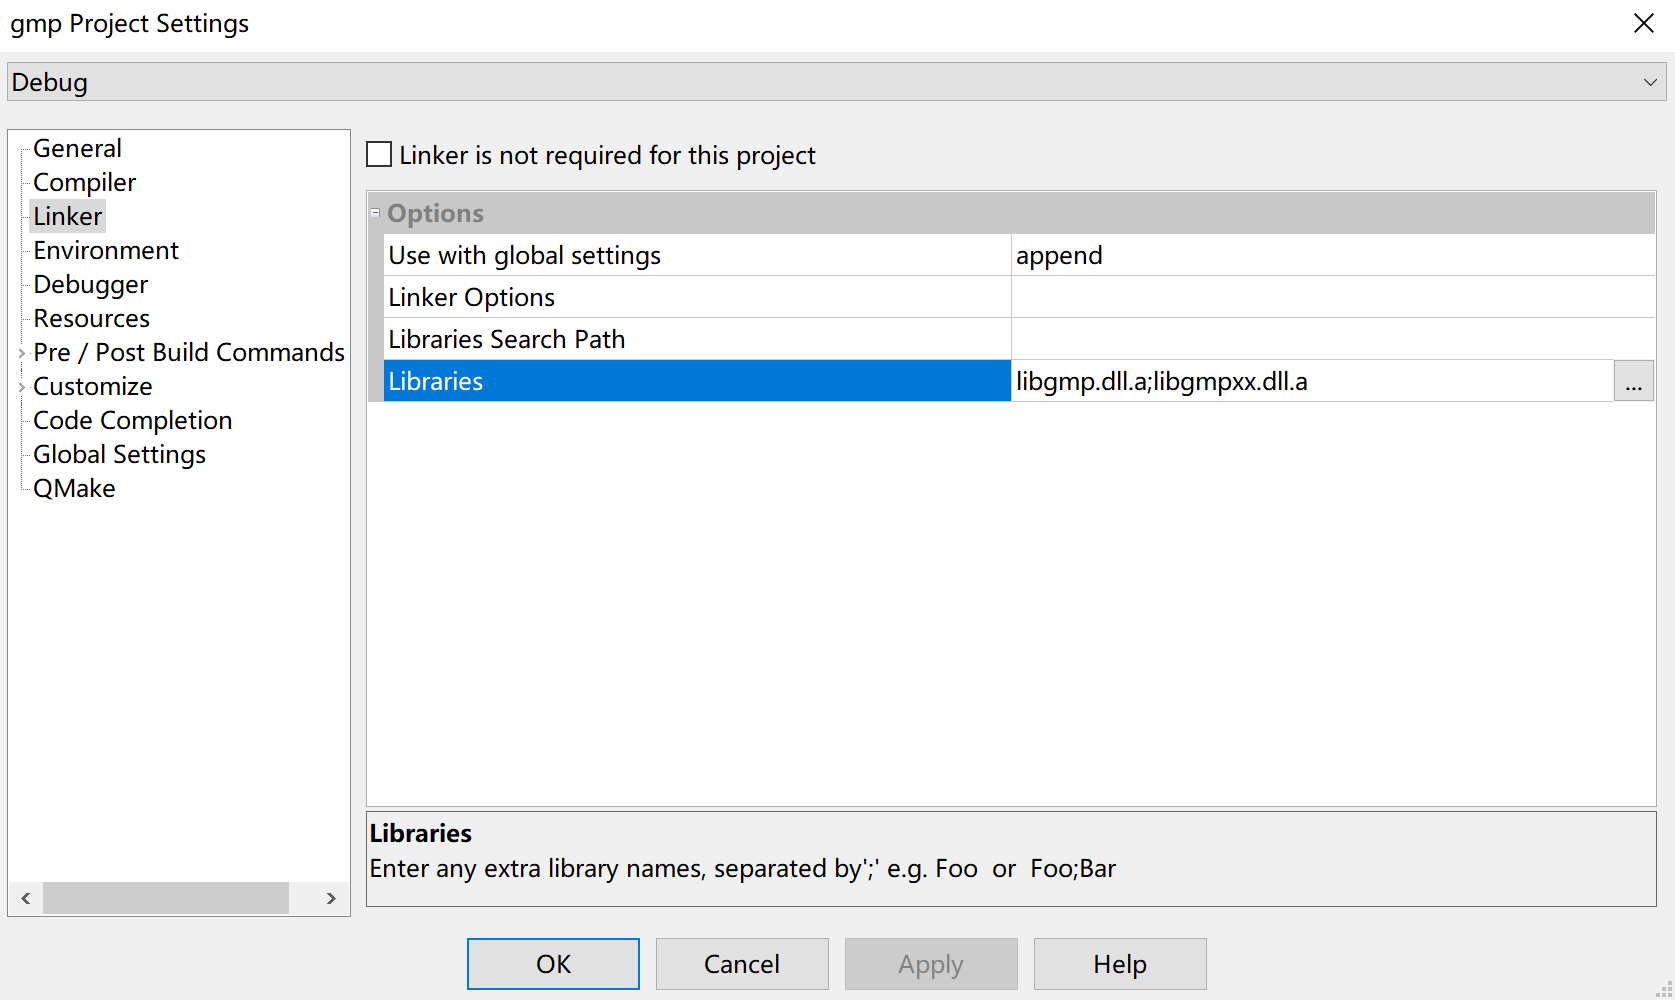 gmp Project Settings
Debug
General
Compiler
Linker
Environment
Debugger
Resources
Pre / Post Build Commands
Customize
Code Completion
Global Settings
QMake
Linker is not required for this project
Options
Use with global settings append
Linker Options
Libraries Search Path
Libraries libgmp.dll.a;libgmpxx.dll.a ...
Libraries
Enter any extra library names, separated by';' e.g. Foo  or  Foo;Bar
OK Cancel Apply Help